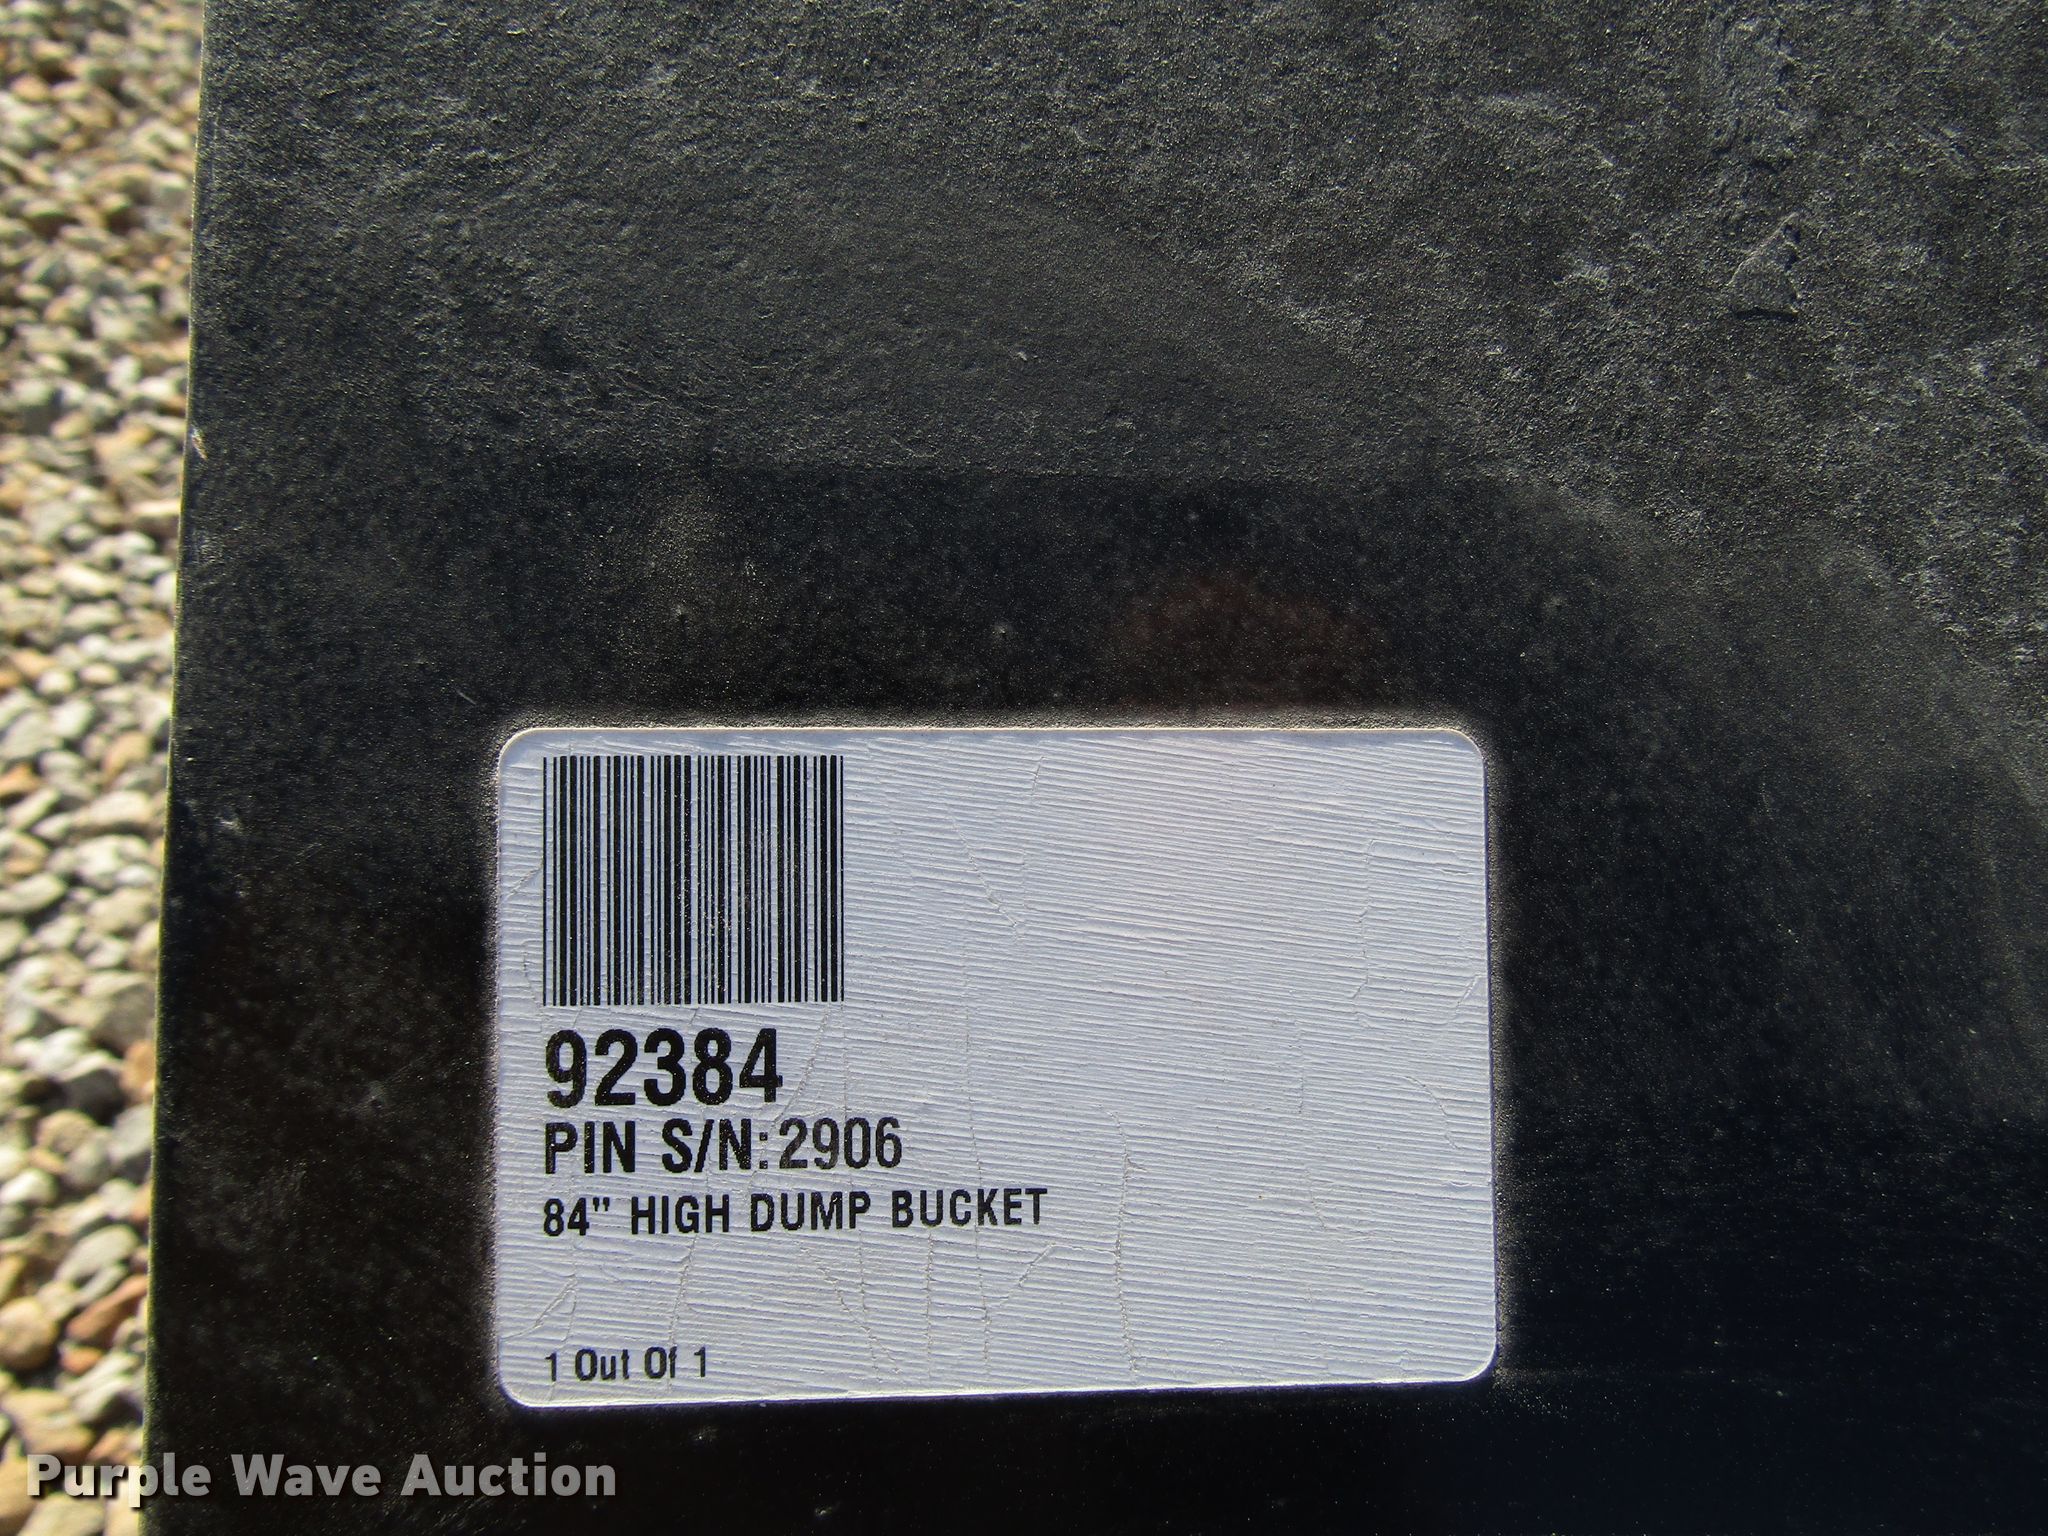 92384
PIN S/N:2906
84" HIGH DUMP BUCKET
1 Out Of 1
Purple Wave Auction